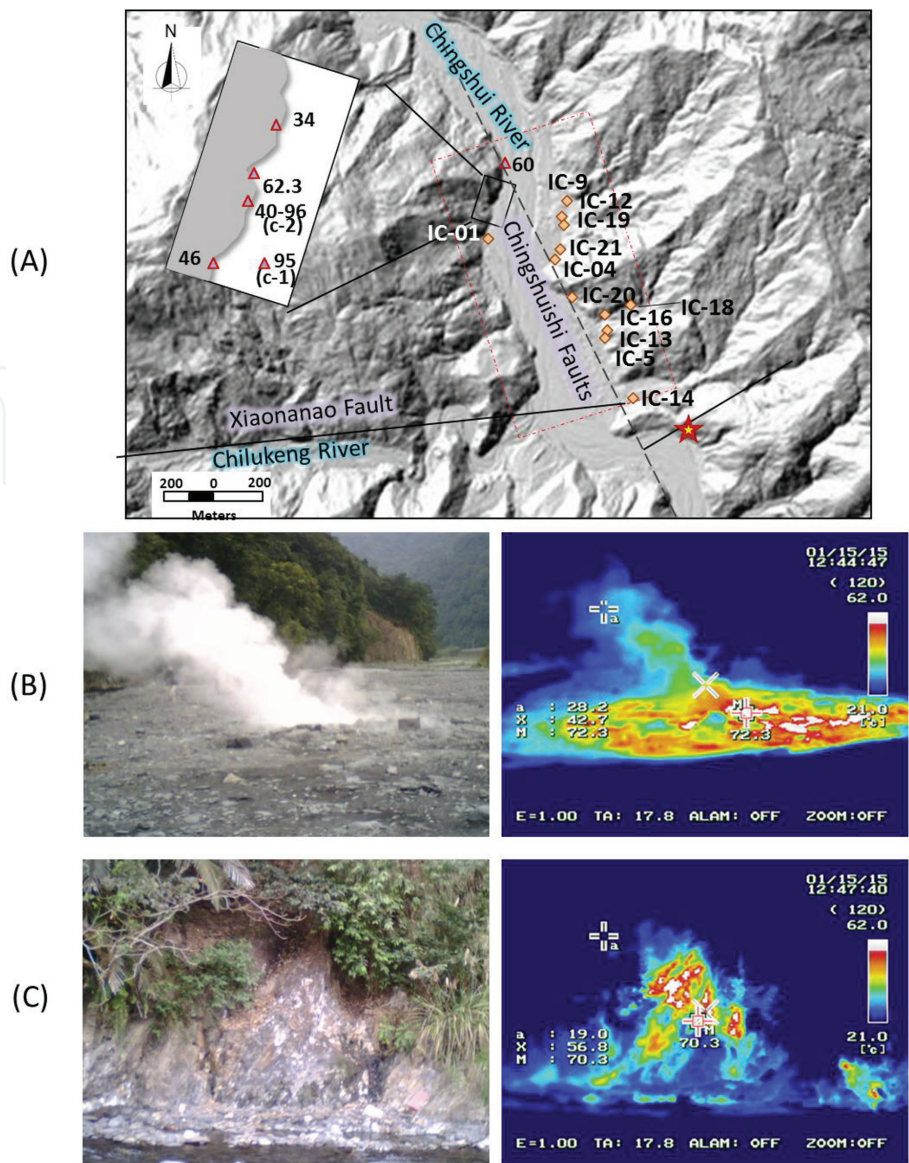 (A)
N
34
62.3
40-96
(c-2)
46
95
(c-1)
Chingshui River
60
IC-9
IC-12
IC-19
IC-01
IC-21
IC-04
Chingshuishi Faults
IC-20
IC-18
IC-16
IC-13
IC-5
IC-14
Xiaonanao Fault
Chilukeng River
200 0 200
Meters
(B)
01/15/15
12:44:47
( 120)
62.0
a
M
a : 28.2
X : 42.7
M : 72.3
72.3
21.0
[℃]
E=1.00 TA: 17.8 ALAM: OFF ZOOM:OFF
(C)
01/15/15
12:47:40
( 120)
62.0
a
M
70.3
a : 19.0
X : 56.8
M : 70.3
21.0
[℃]
E=1.00 TA: 17.8 ALAM: OFF ZOOM:OFF